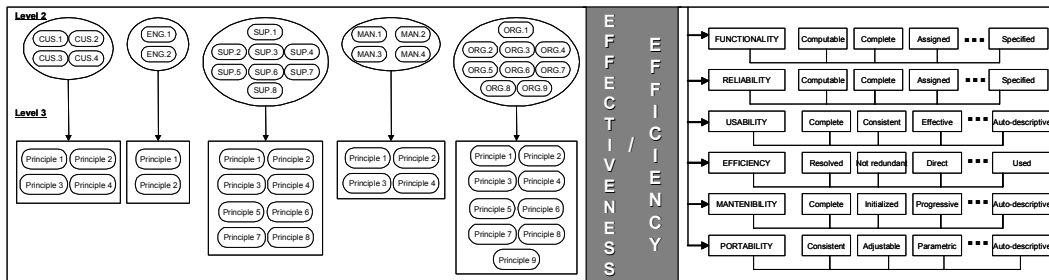 Level 2
CUS.1 CUS.2
CUS.3 CUS.4
ENG.1
ENG.2
SUP.1
SUP.2 SUP.3 SUP.4
SUP.5 SUP.6 SUP.7
SUP.8
MAN.1 MAN.2
MAN.3 MAN.4
ORG.1
ORG.2 ORG.3 ORG.4
ORG.5 ORG.6 ORG.7
ORG.8 ORG.9
Level 3
Principle 1 Principle 2
Principle 3 Principle 4
Principle 1
Principle 2
Principle 1 Principle 2
Principle 3 Principle 4
Principle 5 Principle 6
Principle 7 Principle 8
Principle 1 Principle 2
Principle 3 Principle 4
Principle 1 Principle 2
Principle 3 Principle 4
Principle 5 Principle 6
Principle 7 Principle 8
Principle 9
EFFECTIVENESS
/
EFFICIENCY
FUNCTIONALITY Computable Complete Assigned Specified
RELIABILITY Computable Complete Assigned Specified
USABILITY Complete Consistent Effective Auto-descriptive
EFFICIENCY Resolved Not redundant Direct Used
MANTENIBILITY Complete Initialized Progressive Auto-descriptive
PORTABILITY Consistent Adjustable Parametric Auto-descriptive